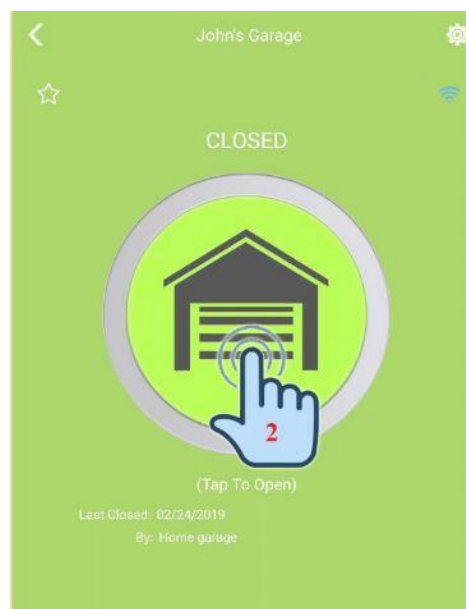 John's Garage
CLOSED
2
(Tap To Open)
Last Closed: 02/24/2019
By: Home garage